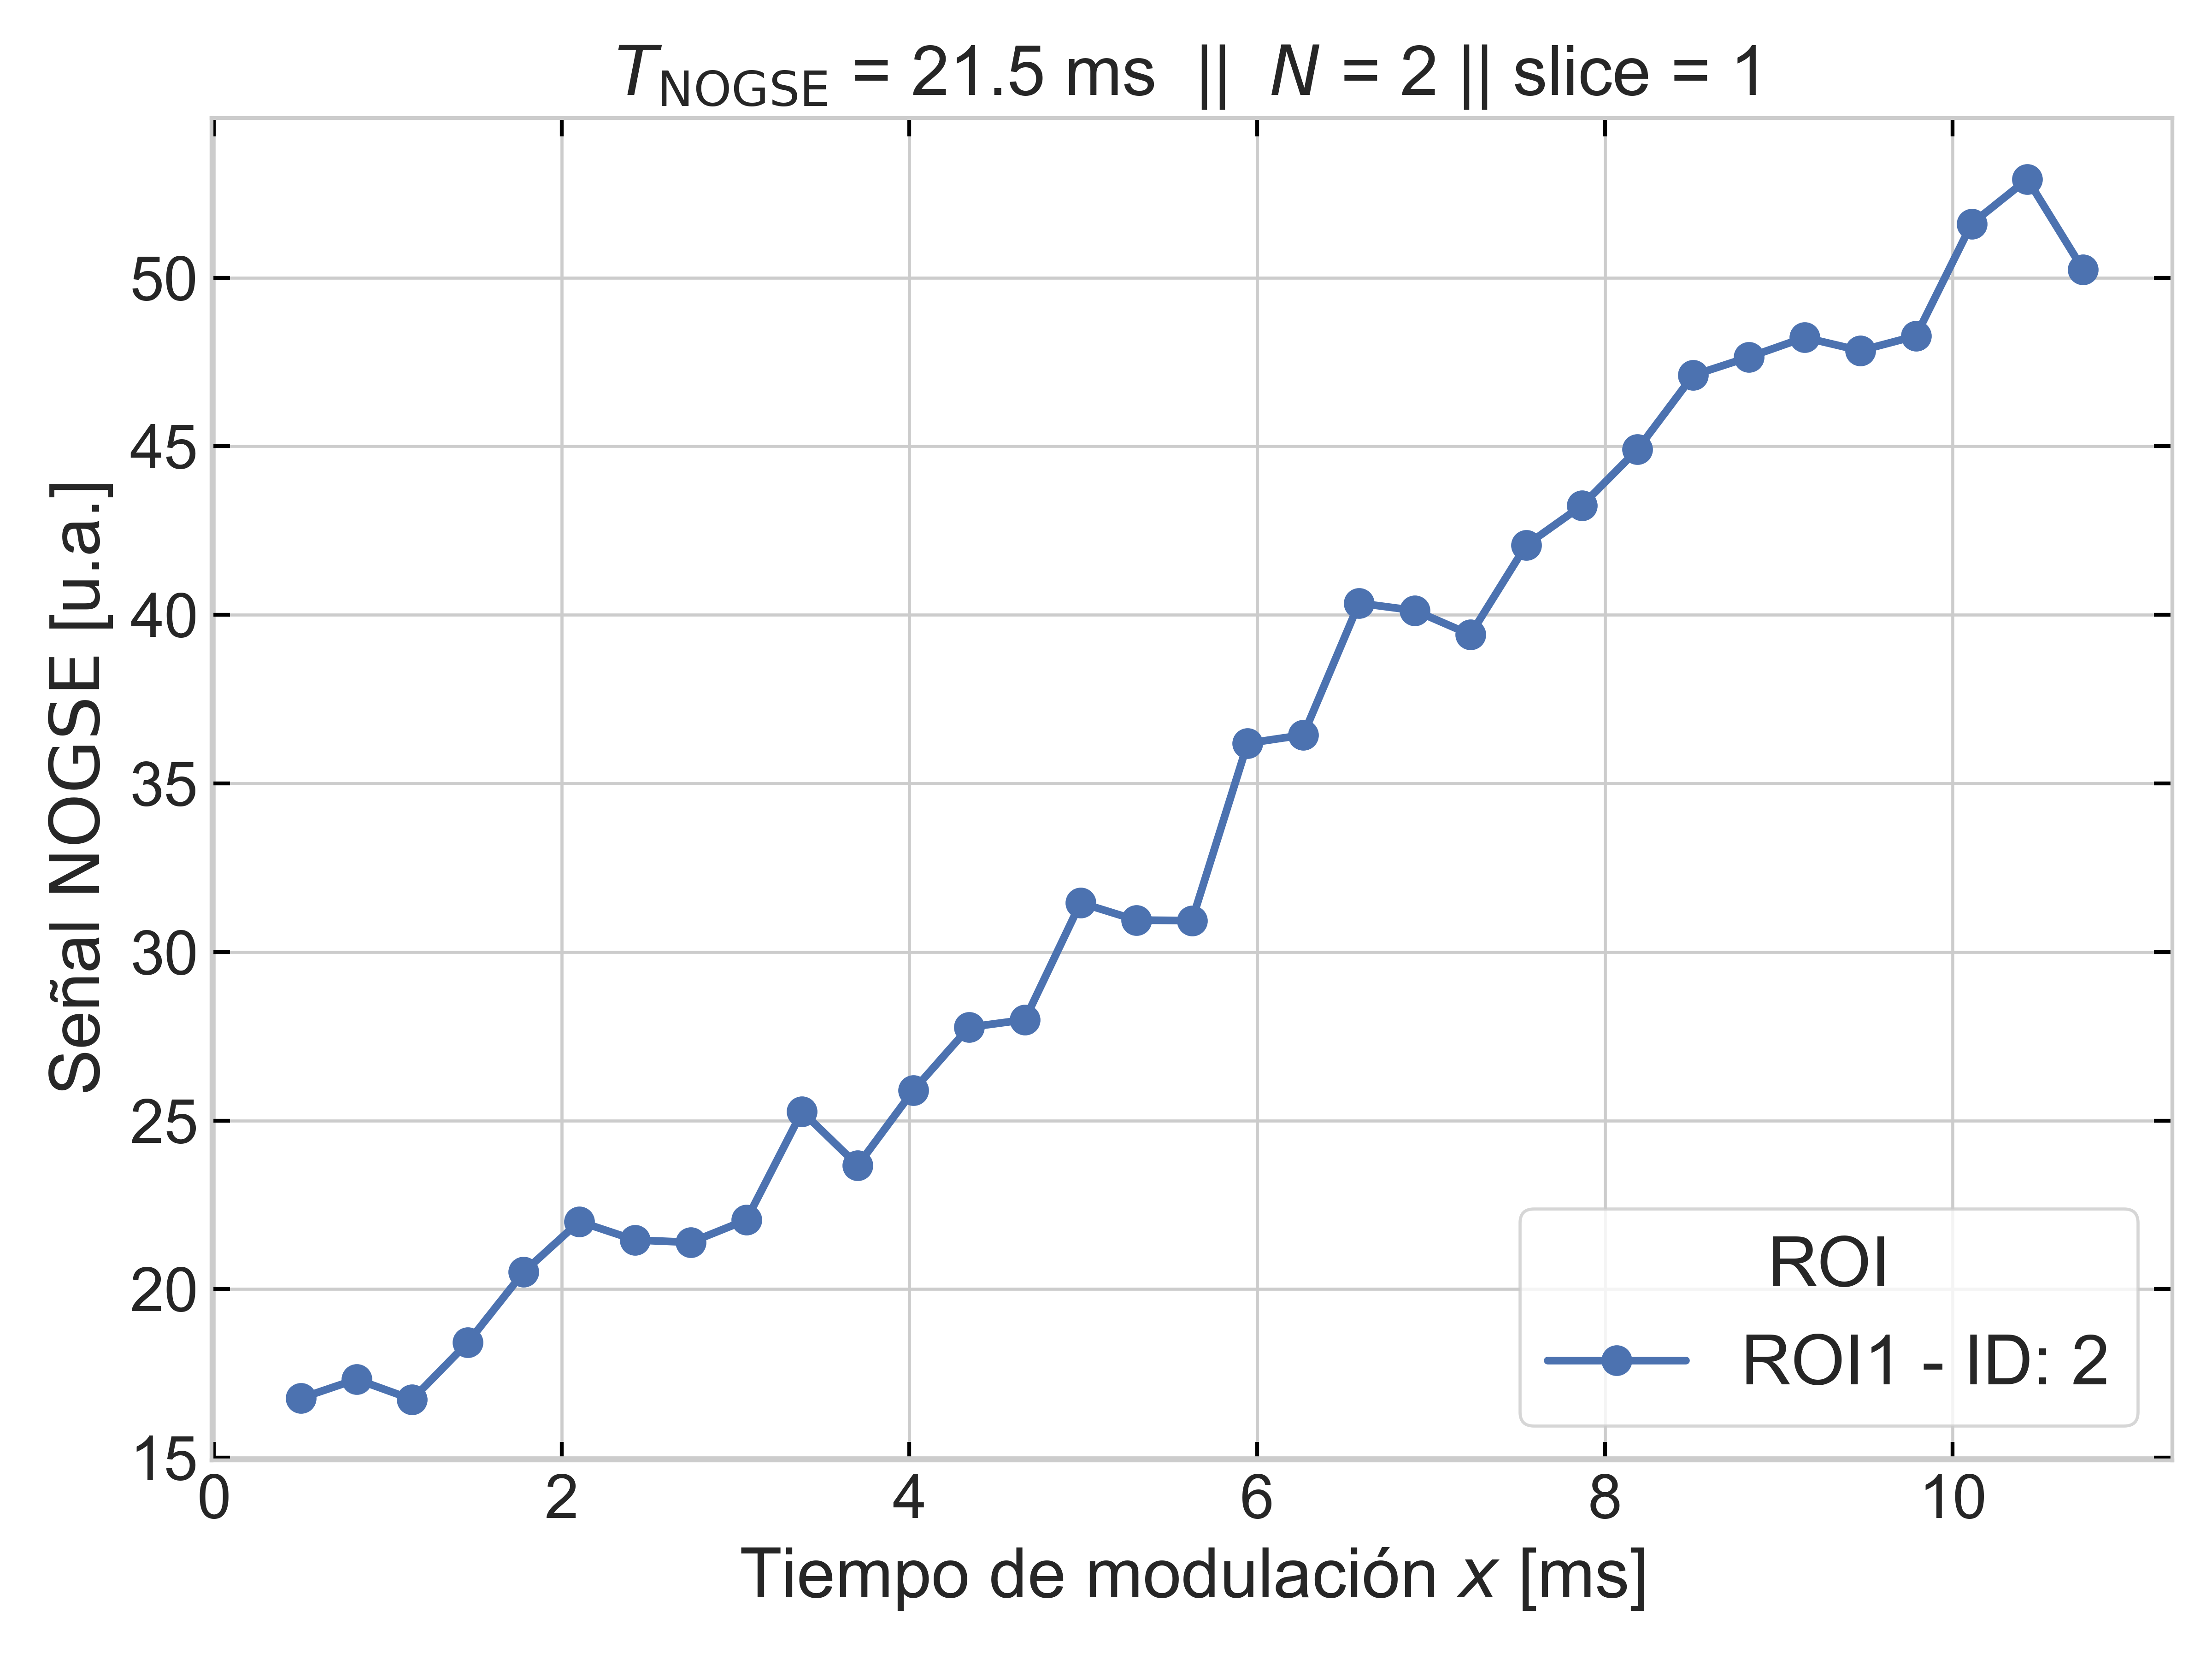 T_NOGSE = 21.5 ms || N = 2 || slice = 1
Señal NOGSE [u.a.]
50
45
40
35
30
25
20
15
0 2 4 6 8 10
Tiempo de modulación x [ms]
ROI
ROI1 - ID: 2